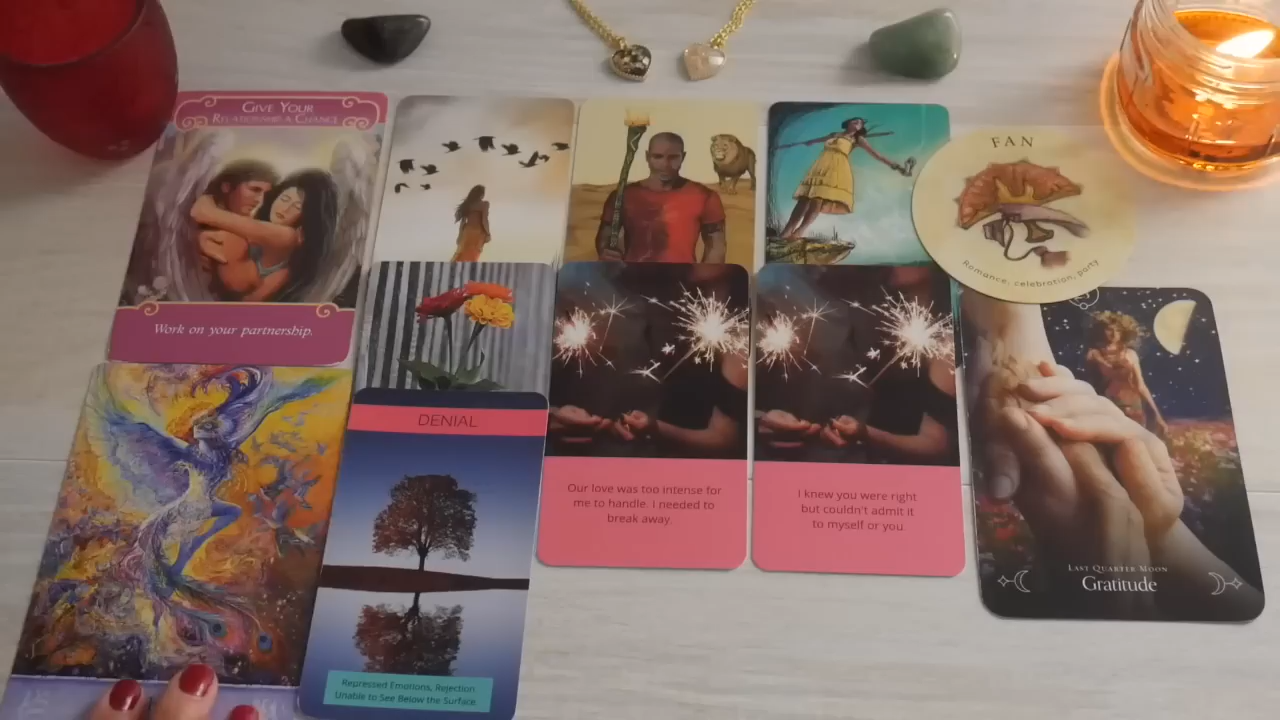 GIVE YOUR
RELATIONSHIP A CHANCE
Work on your partnership.
FAN
Romance, celebration, party
DENIAL
Repressed Emotions, Rejection
Unable to See Below the Surface.
Our love was too intense for
me to handle. I needed to
break away.
I knew you were right
but couldn't admit it
to myself or you
LAST QUARTER MOON
Gratitude